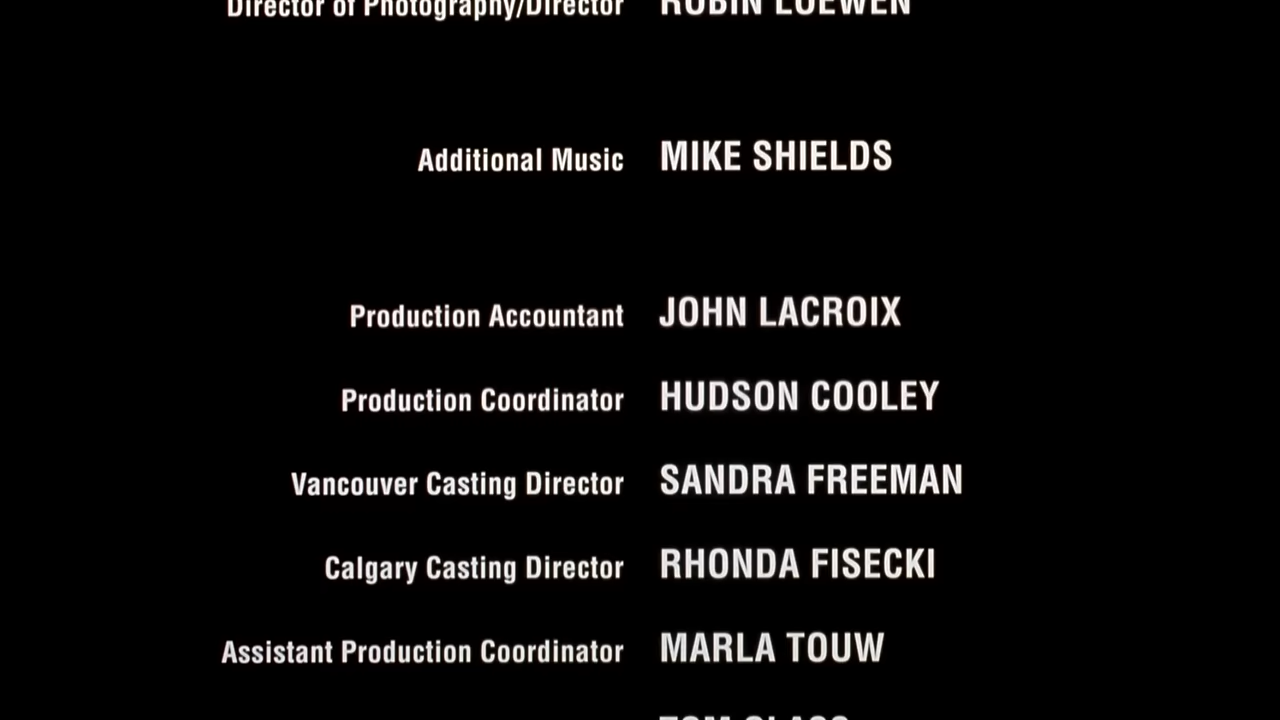 Director of Photography/Director ROBIN LOEWEN
Additional Music MIKE SHIELDS
Production Accountant JOHN LACROIX
Production Coordinator HUDSON COOLEY
Vancouver Casting Director SANDRA FREEMAN
Calgary Casting Director RHONDA FISECKI
Assistant Production Coordinator MARLA TOUW